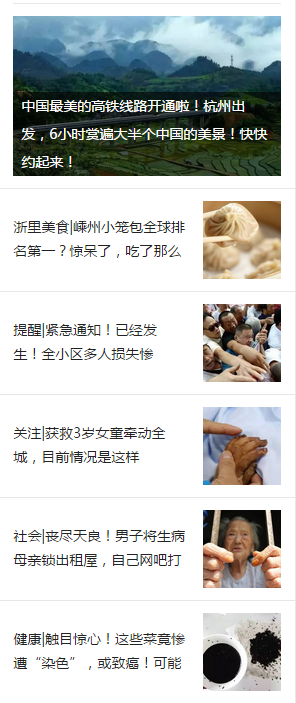 中国最美的高铁线路开通啦！杭州出
发，6小时赏遍大半个中国的美景！快快
约起来！
浙里美食|嵊州小笼包全球排
名第一？惊呆了，吃了那么
提醒|紧急通知！已经发
生！全小区多人损失惨
关注|获救3岁女童牵动全
城，目前情况是这样
社会|丧尽天良！男子将生病
母亲锁出租屋，自己网吧打
健康|触目惊心！这些菜竟惨
遭“染色”，或致癌！可能